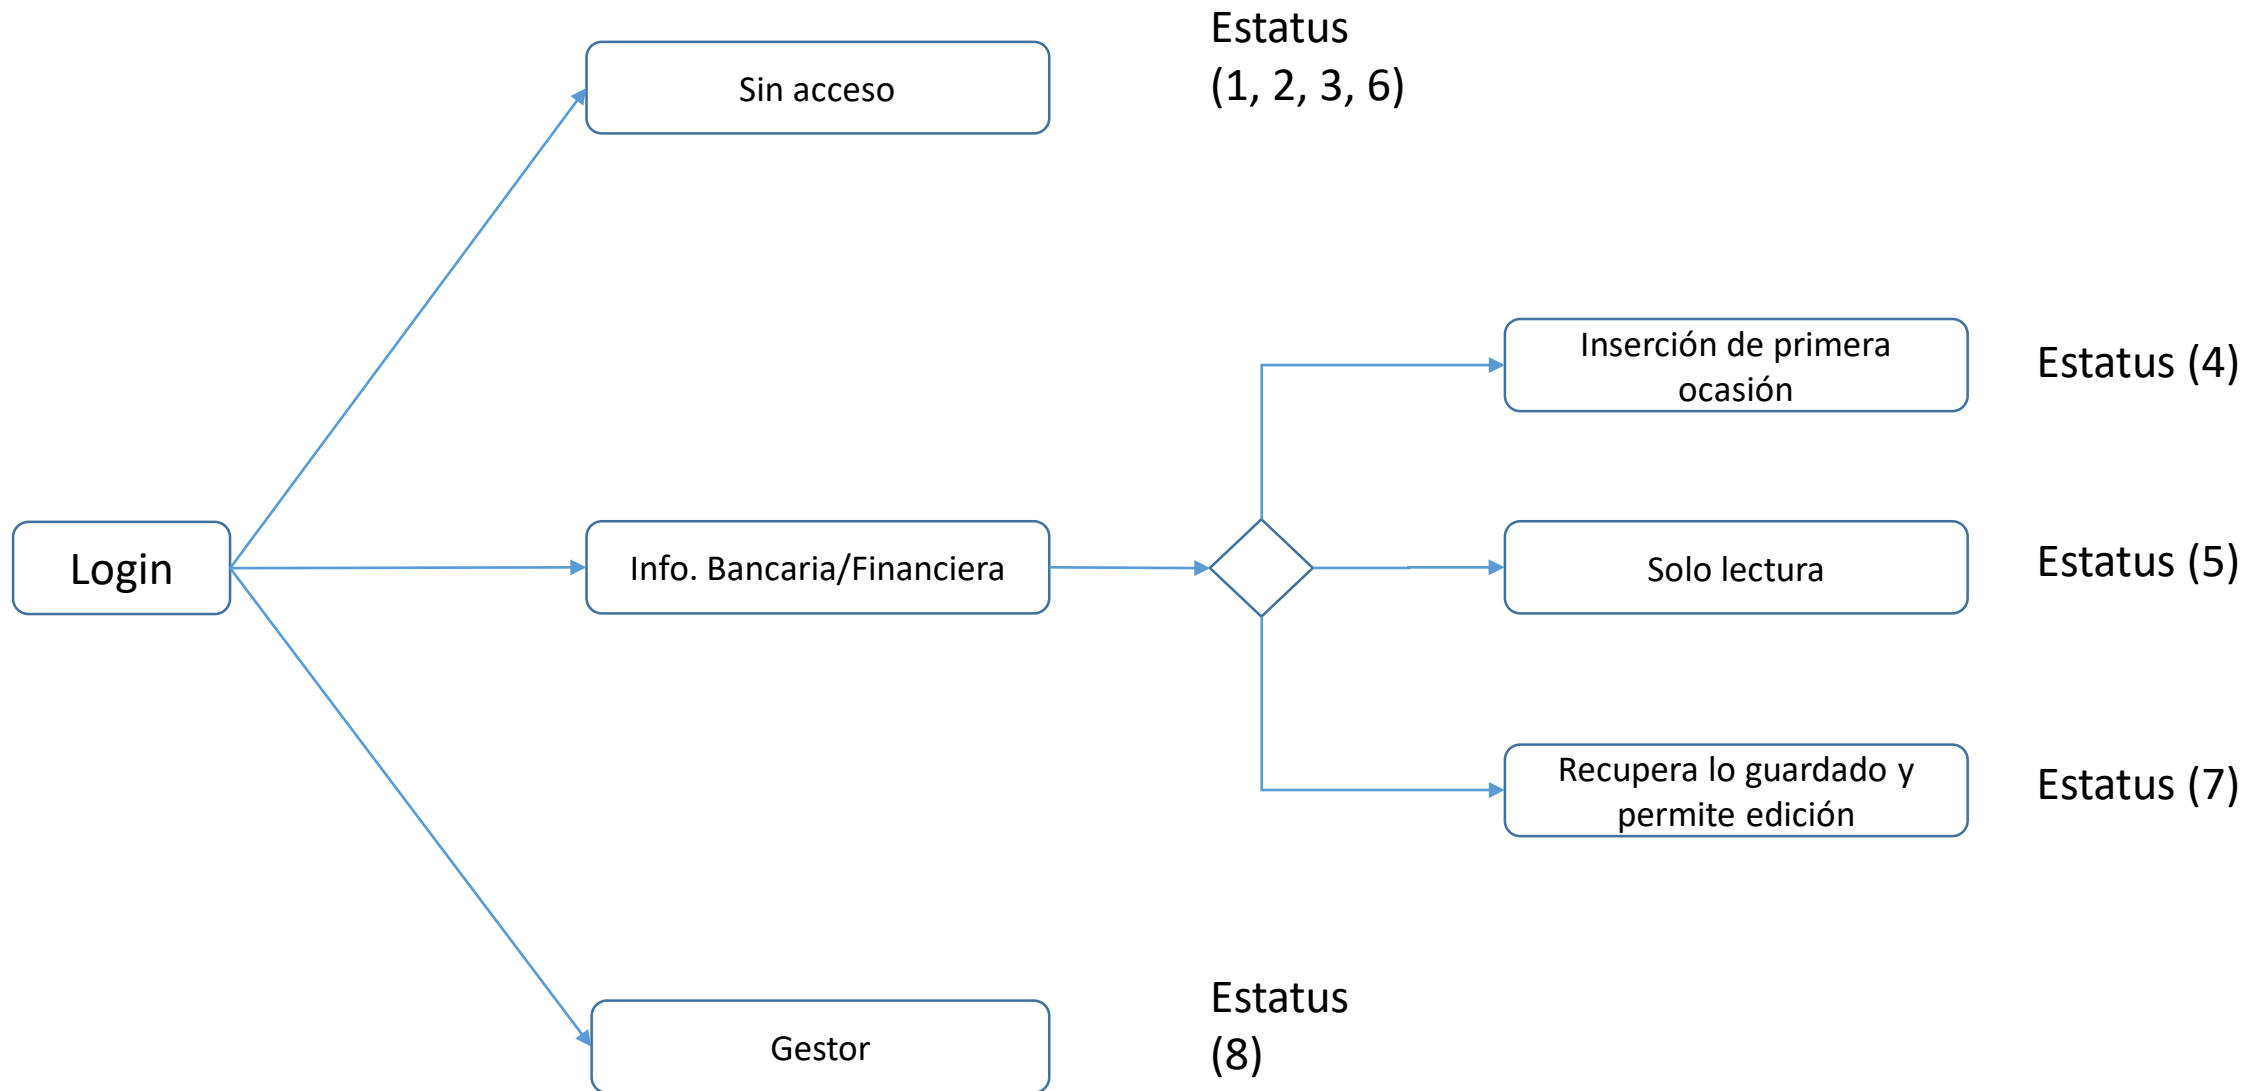 Estatus
(1, 2, 3, 6)
Sin acceso
Inserción de primera
ocasión
Estatus (4)
Login
Info. Bancaria/Financiera
Solo lectura
Estatus (5)
Recupera lo guardado y
permite edición
Estatus (7)
Gestor
Estatus
(8)